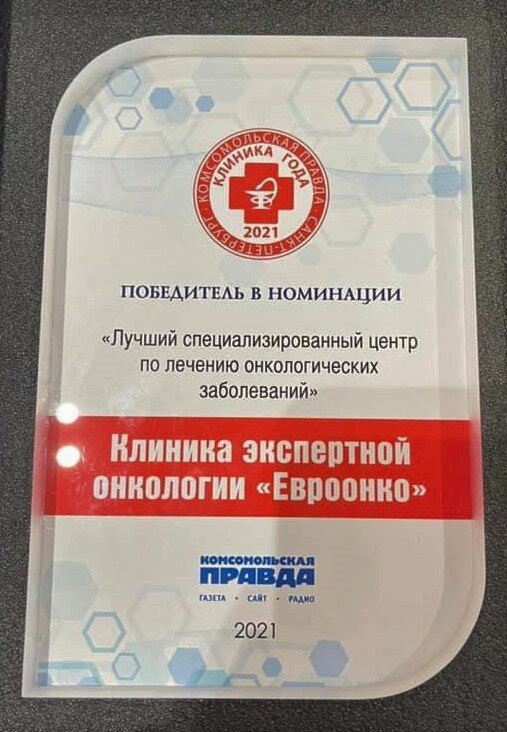 КОМСОМОЛЬСКАЯ ПРАВДА · САНКТ-ПЕТЕРБУРГ ·
КЛИНИКА ГОДА
2021
ПОБЕДИТЕЛЬ В НОМИНАЦИИ
«Лучший специализированный центр
по лечению онкологических
заболеваний»
Клиника экспертной
онкологии «Евроонко»
КОМСОМОЛЬСКАЯ
ПРАВДА
ГАЗЕТА · САЙТ · РАДИО
2021